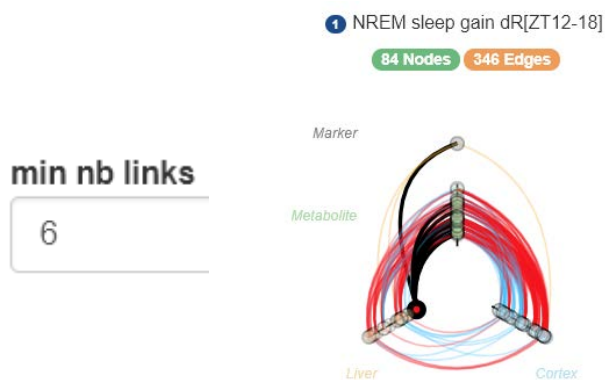 1 NREM sleep gain dR[ZT12-18]
84 Nodes 346 Edges
Marker
min nb links
6
Metabolite
Liver
Cortex